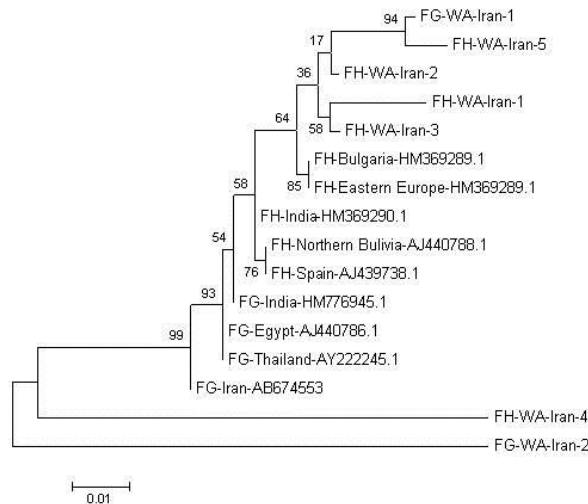 94
FG-WA-Iran-1
17
FH-WA-Iran-5
36
FH-WA-Iran-2
FH-WA-Iran-1
64
58
FH-WA-Iran-3
FH-Bulgaria-HM369289.1
85
FH-Eastern Europe-HM369289.1
58
FH-India-HM369290.1
FH-Northern Bulivia-AJ440788.1
54
76
FH-Spain-AJ439738.1
FG-India-HM776945.1
93
FG-Egypt-AJ440786.1
99
FG-Thailand-AY222245.1
FG-Iran-AB674553
FH-WA-Iran-4
FG-WA-Iran-2
0.01